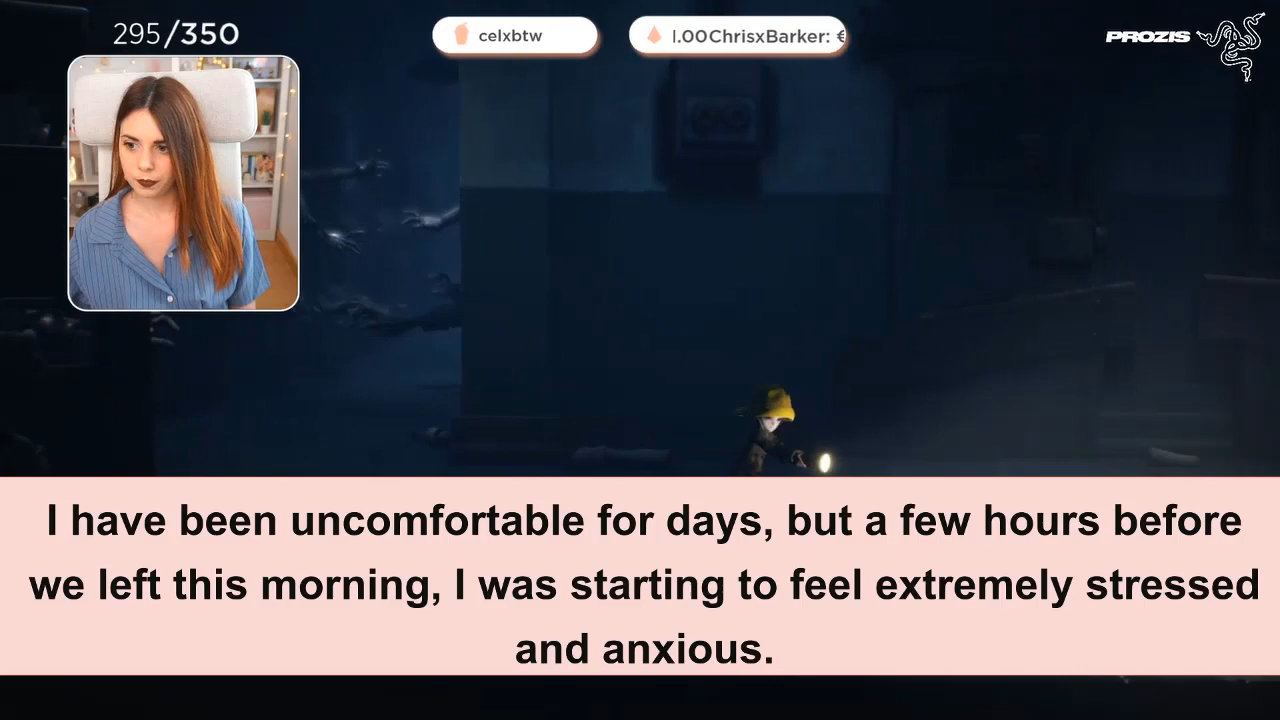 295/350
celxbtw
1.00ChrisxBarker: €
PROZIS
I have been uncomfortable for days, but a few hours before
we left this morning, I was starting to feel extremely stressed
and anxious.